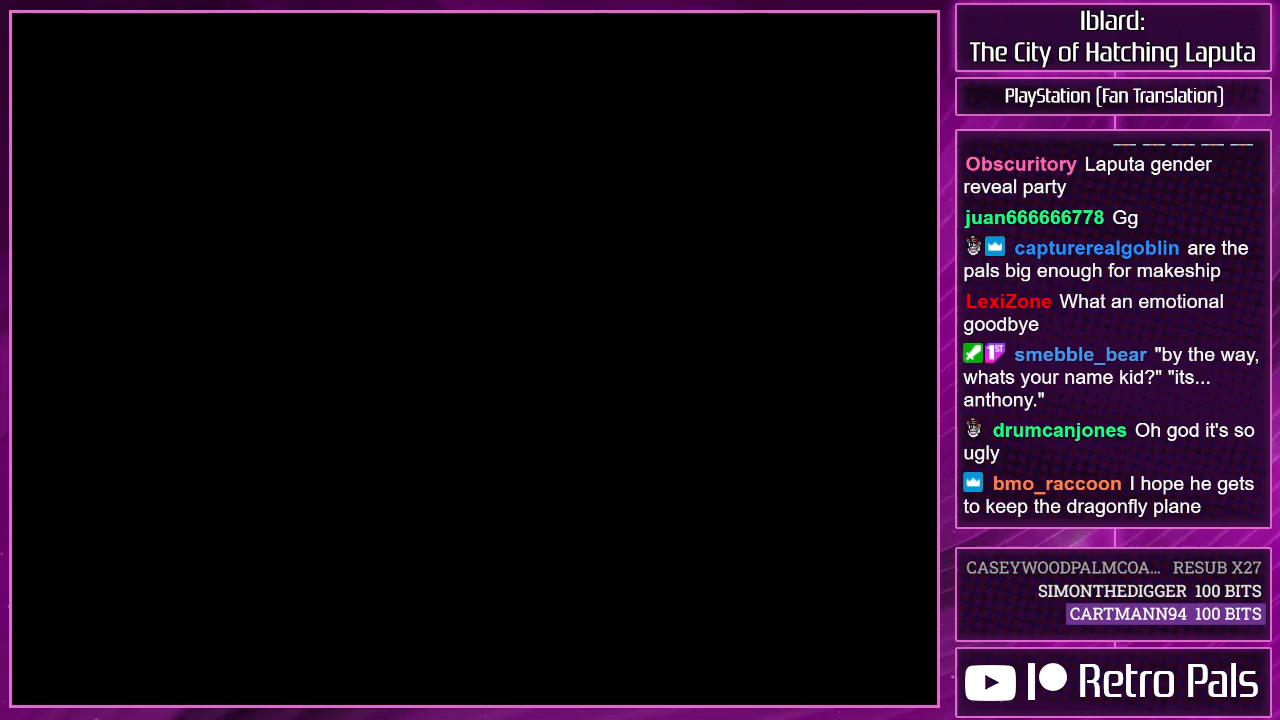 Iblard:
The City of Hatching Laputa
PlayStation (Fan Translation)
Obscuritory Laputa gender
reveal party
juan666666778 Gg
capturerealgoblin are the
pals big enough for makeship
LexiZone What an emotional
goodbye
1ST smebble_bear "by the way,
whats your name kid?" "its...
anthony."
drumcanjones Oh god it's so
ugly
bmo_raccoon I hope he gets
to keep the dragonfly plane
CASEYWOODPALMCOA... RESUB X27
SIMONTHEDIGGER 100 BITS
CARTMANN94 100 BITS
Retro Pals